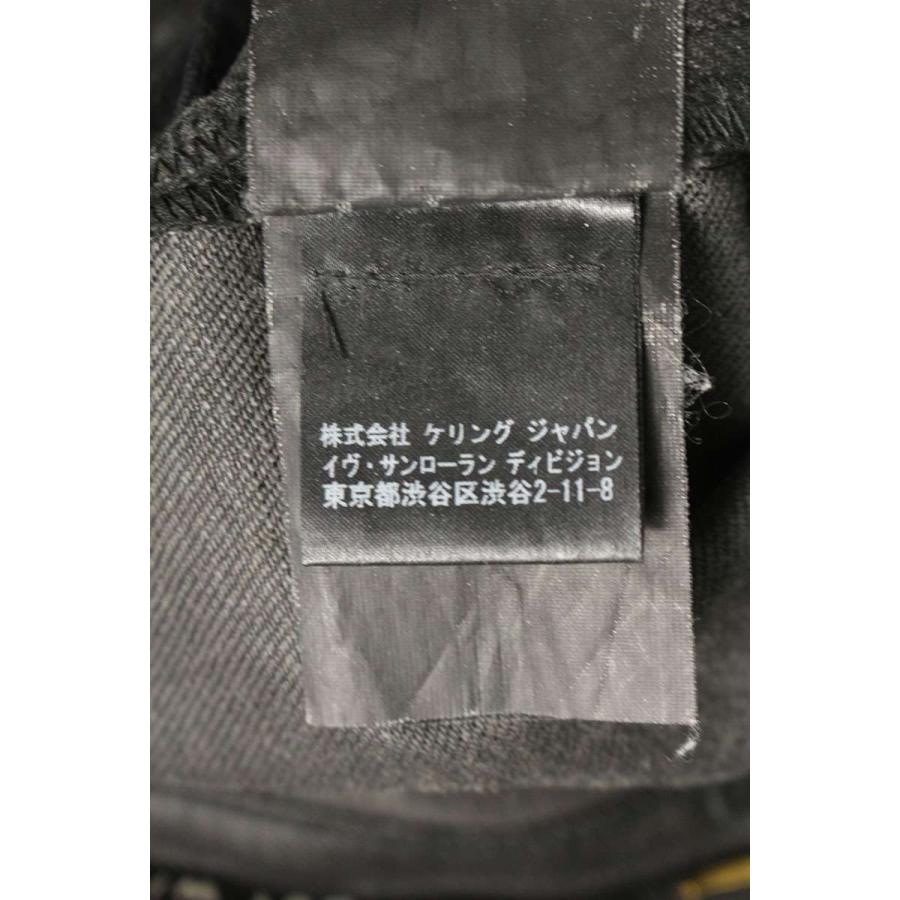 株式会社 ケリング ジャパン
イヴ・サンローラン ディビジョン
東京都渋谷区渋谷2-11-8